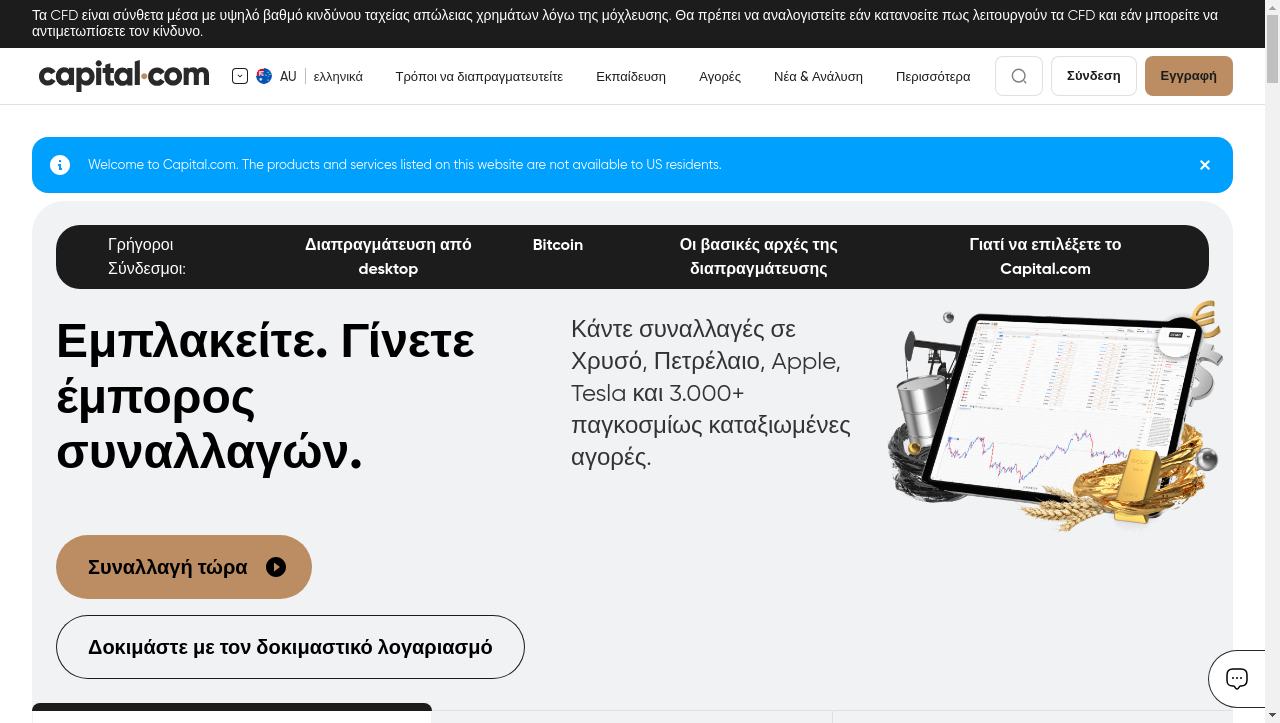 Τα CFD είναι σύνθετα μέσα με υψηλό βαθμό κινδύνου ταχείας απώλειας χρημάτων λόγω της μόχλευσης. Θα πρέπει να αναλογιστείτε εάν κατανοείτε πως λειτουργούν τα CFD και εάν μπορείτε να
αντιμετωπίσετε τον κίνδυνο.
capital.com
AU
ελληνικά
Τρόποι να διαπραγματευτείτε
Εκπαίδευση
Αγορές
Νέα & Ανάλυση
Περισσότερα
Σύνδεση
Εγγραφή
Welcome to Capital.com. The products and services listed on this website are not available to US residents.
Γρήγοροι
Σύνδεσμοι:
Διαπραγμάτευση από
desktop
Bitcoin
Οι βασικές αρχές της
διαπραγμάτευσης
Γιατί να επιλέξετε το
Capital.com
Εμπλακείτε. Γίνετε
έμπορος
συναλλαγών.
Κάντε συναλλαγές σε
Χρυσό, Πετρέλαιο, Apple,
Tesla και 3.000+
παγκοσμίως καταξιωμένες
αγορές.
Συναλλαγή τώρα
Δοκιμάστε με τον δοκιμαστικό λογαριασμό